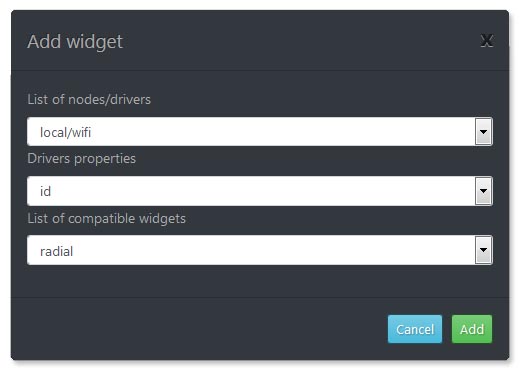 Add widget
X
List of nodes/drivers
local/wifi
Drivers properties
id
List of compatible widgets
radial
Cancel
Add